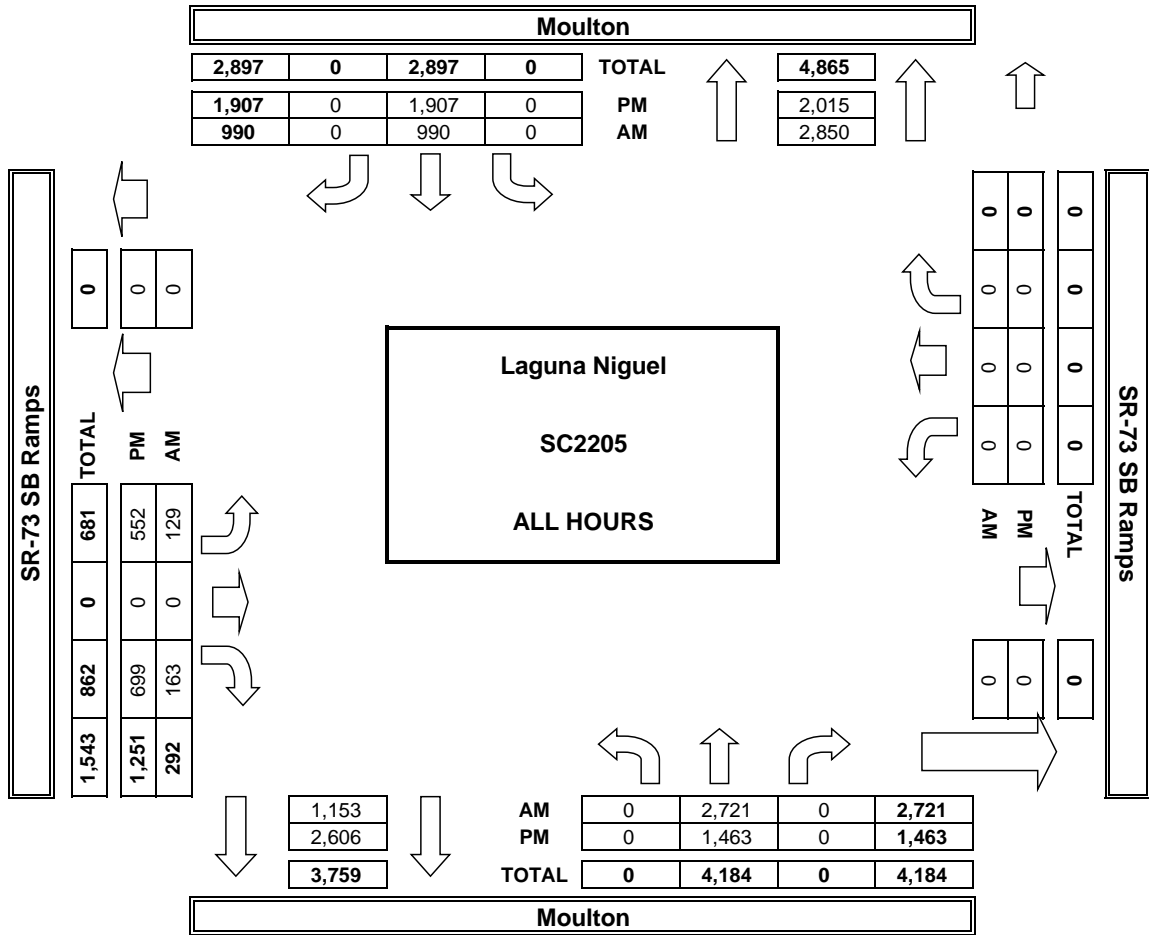 Moulton
2,897 0 2,897 0 TOTAL 4,865
1,907 0 1,907 0 PM 2,015
990 0 990 0 AM 2,850
SR-73 SB Ramps
0 0 0
TOTAL PM AM
681 552 129
0 0 0
862 699 163
1,543 1,251 292
Laguna Niguel
SC2205
ALL HOURS
0 0 0
0 0 0
0 0 0
0 0 0
AM PM TOTAL
0 0 0
SR-73 SB Ramps
1,153 AM 0 2,721 0 2,721
2,606 PM 0 1,463 0 1,463
3,759 TOTAL 0 4,184 0 4,184
Moulton